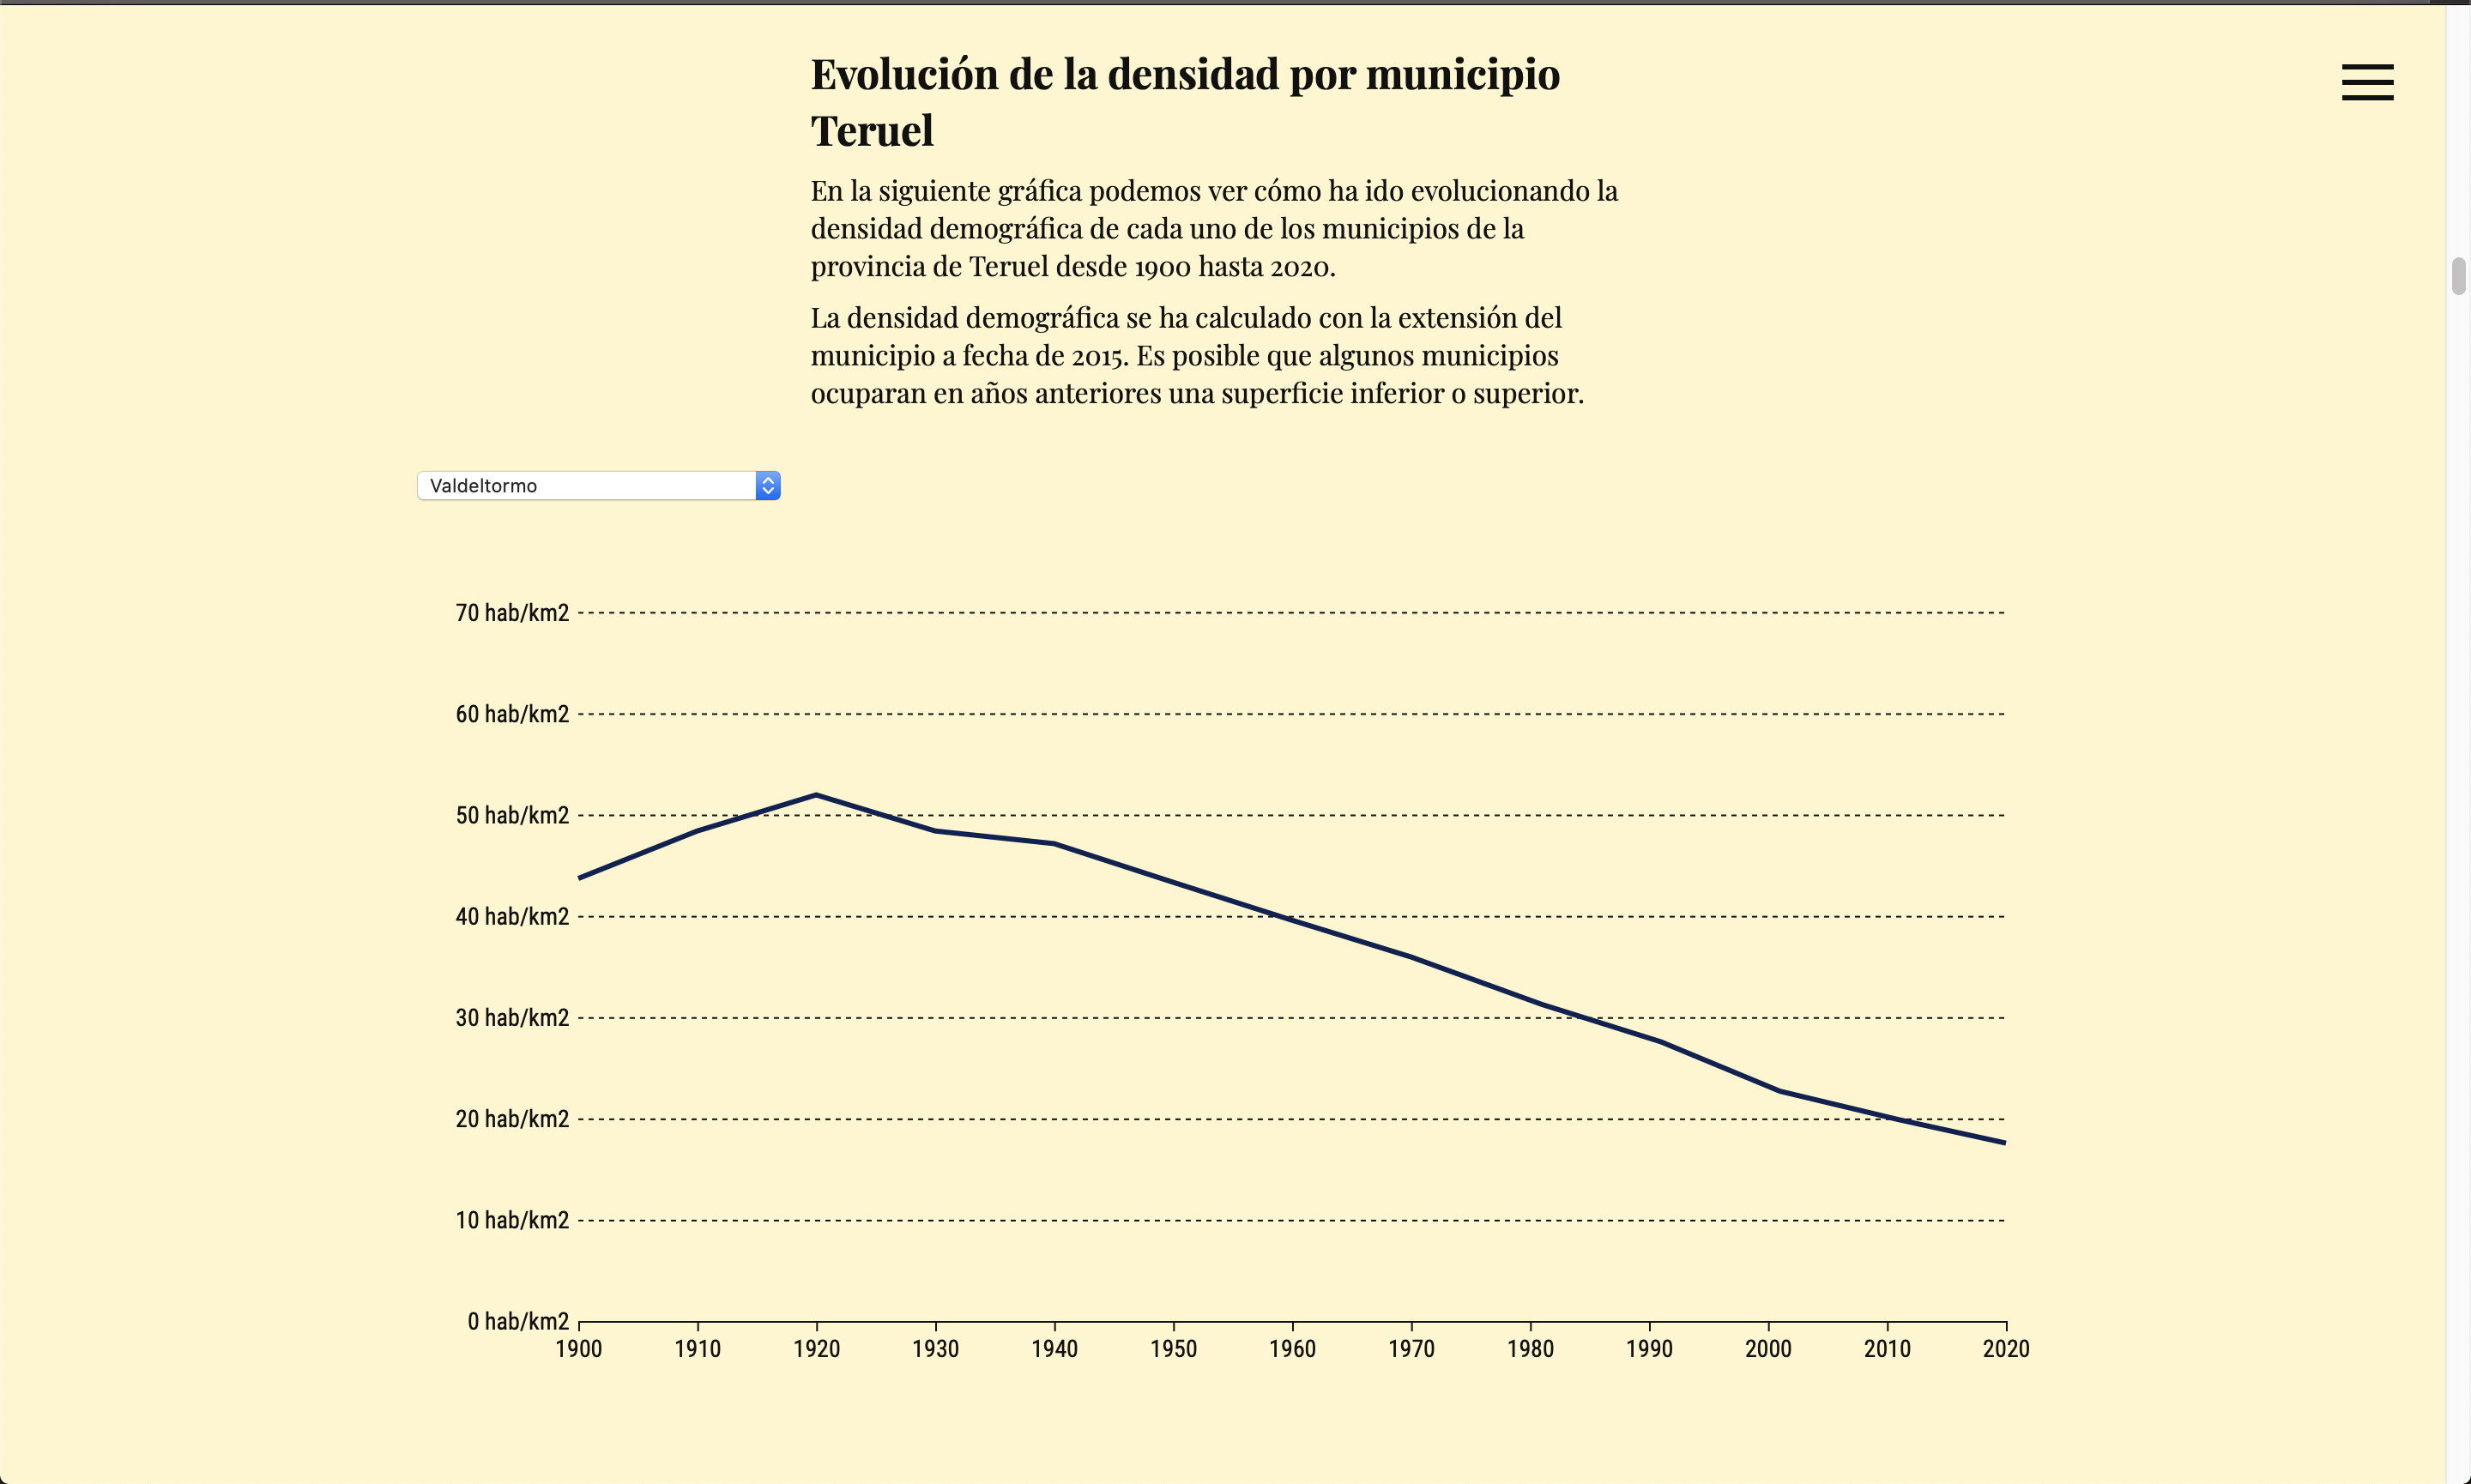 Evolución de la densidad por municipio
Teruel
En la siguiente gráfica podemos ver cómo ha ido evolucionando la
densidad demográfica de cada uno de los municipios de la
provincia de Teruel desde 1900 hasta 2020.
La densidad demográfica se ha calculado con la extensión del
municipio a fecha de 2015. Es posible que algunos municipios
ocuparan en años anteriores una superficie inferior o superior.
Valdeltormo
70 hab/km2
60 hab/km2
50 hab/km2
40 hab/km2
30 hab/km2
20 hab/km2
10 hab/km2
0 hab/km2
1900 1910 1920 1930 1940 1950 1960 1970 1980 1990 2000 2010 2020